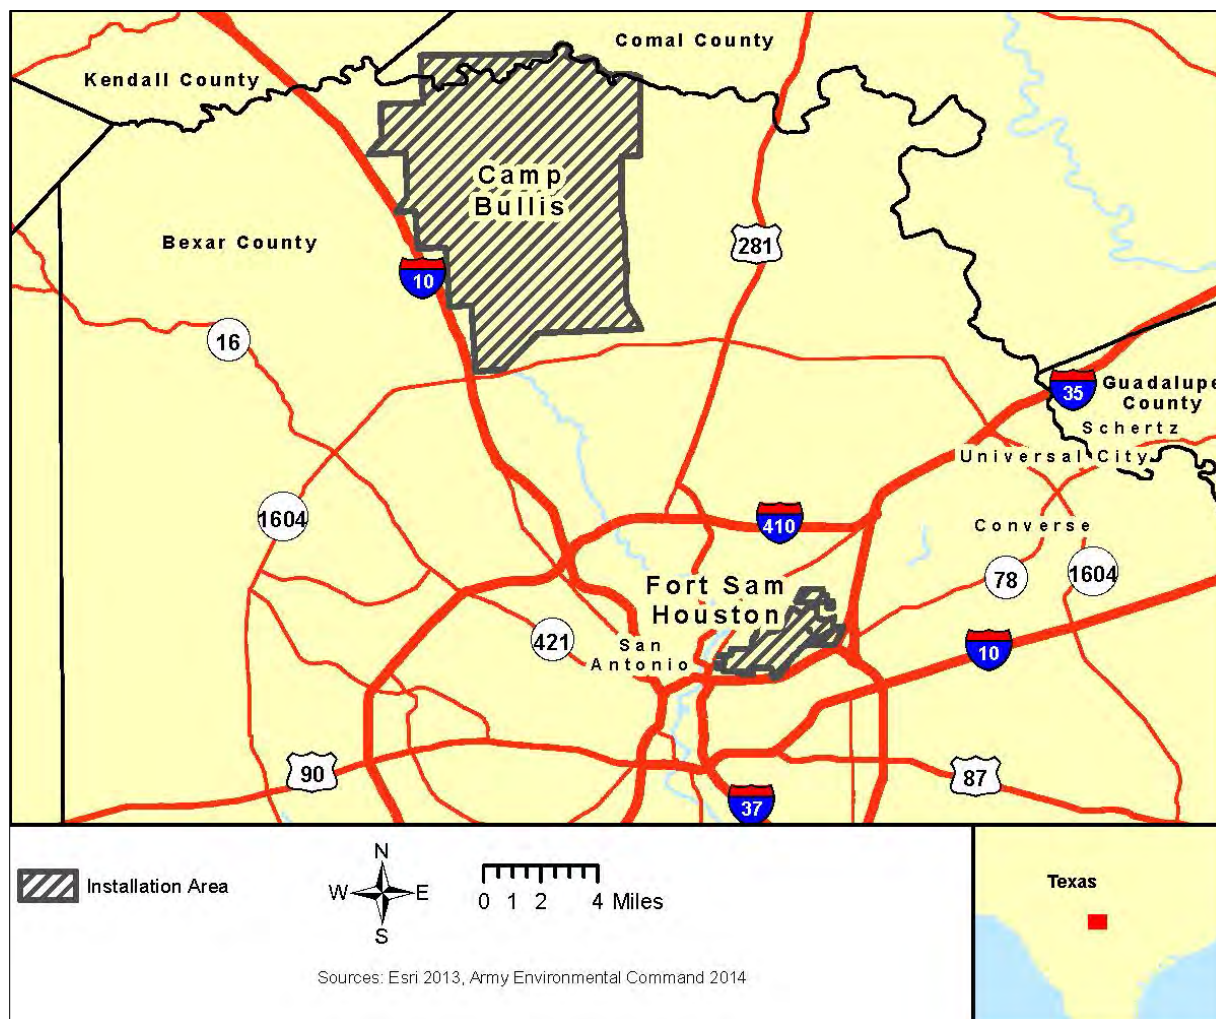 Comal County
Kendall County
Camp
Bullis
Bexar County
281
10
16
35
Guadalupe
County
Schertz
Universal City
1604
410
Converse
78
1604
Fort Sam
Houston
421
San
Antonio
10
90
87
37
Installation Area
N
W E
S
0 1 2 4 Miles
Texas
Sources: Esri 2013, Army Environmental Command 2014